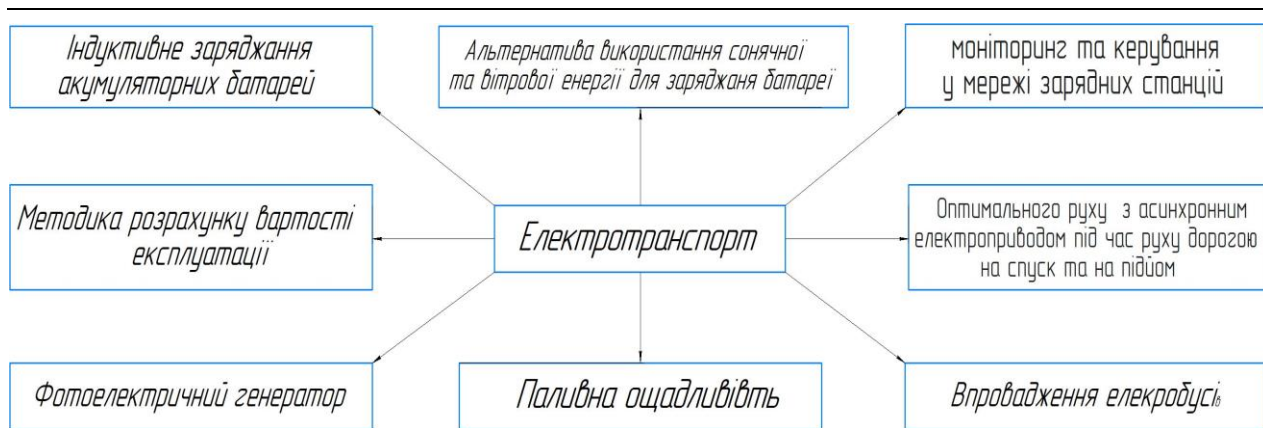 Індуктивне заряджання
акумуляторних батарей
Альтернатива використання сонячної
та вітрової енергії для заряджаня батареї
моніторинг та керування
у мережі зарядних станцій
Методика розрахунку вартості
експлуатації
Електротранспорт
Оптимального руху з асинхронним
електроприводом під час руху дорогою
на спуск та на підйом
Фотоелектричний генератор
Паливна ощадливівть
Впровадження елекробусів